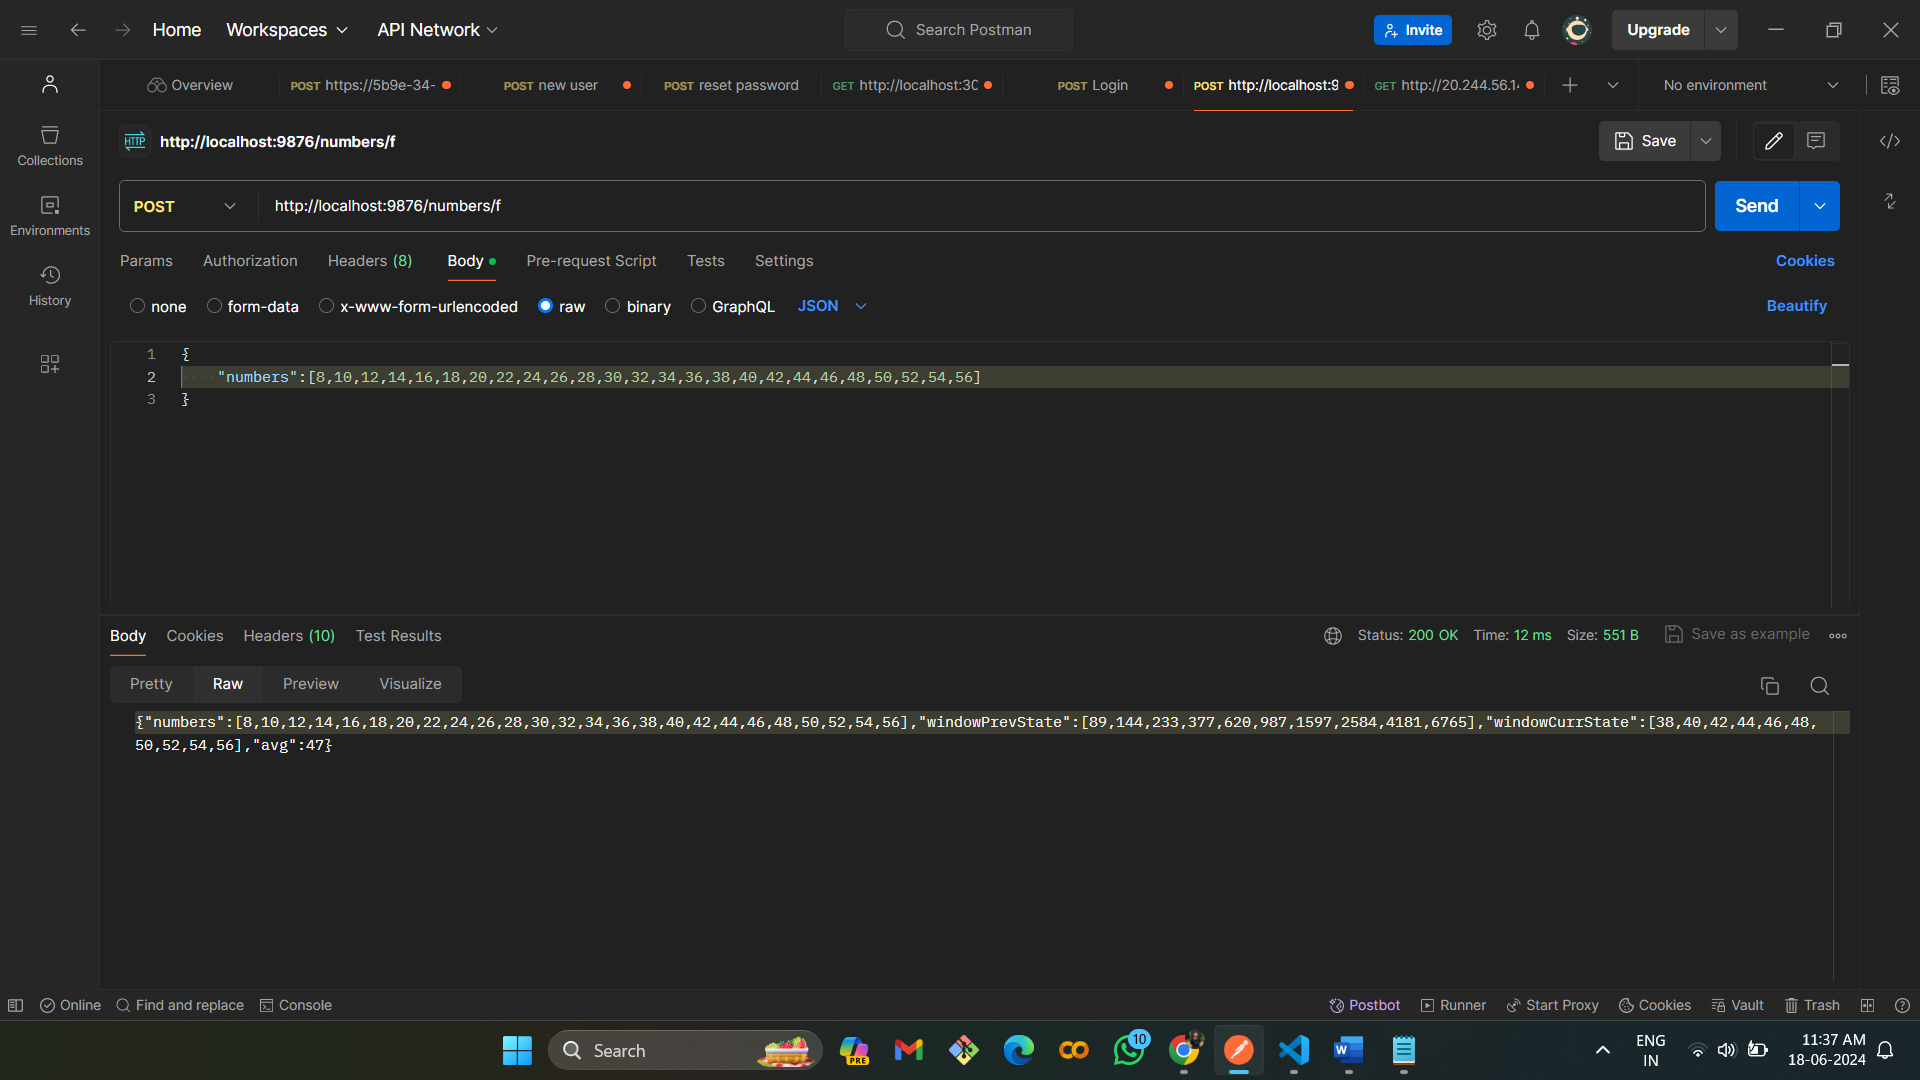 Home Workspaces API Network Search Postman Invite Upgrade
Overview POST https://5b9e-34- POST new user POST reset password GET http://localhost:30 POST Login POST http://localhost:9 GET http://20.244.56.14 No environment
HTTP http://localhost:9876/numbers/f Save
Collections
Environments
History
POST http://localhost:9876/numbers/f Send
Params Authorization Headers (8) Body Pre-request Script Tests Settings Cookies
none form-data x-www-form-urlencoded raw binary GraphQL JSON Beautify
1 {
2 "numbers":[8,10,12,14,16,18,20,22,24,26,28,30,32,34,36,38,40,42,44,46,48,50,52,54,56]
3 }
Body Cookies Headers (10) Test Results Status: 200 OK Time: 12 ms Size: 551 B Save as example
Pretty Raw Preview Visualize
{"numbers":[8,10,12,14,16,18,20,22,24,26,28,30,32,34,36,38,40,42,44,46,48,50,52,54,56],"windowPrevState":[89,144,233,377,620,987,1597,2584,4181,6765],"windowCurrState":[38,40,42,44,46,48,
50,52,54,56],"avg":47}
Online Find and replace Console Postbot Runner Start Proxy Cookies Vault Trash
Search PRE 10 W ENG IN 11:37 AM
18-06-2024